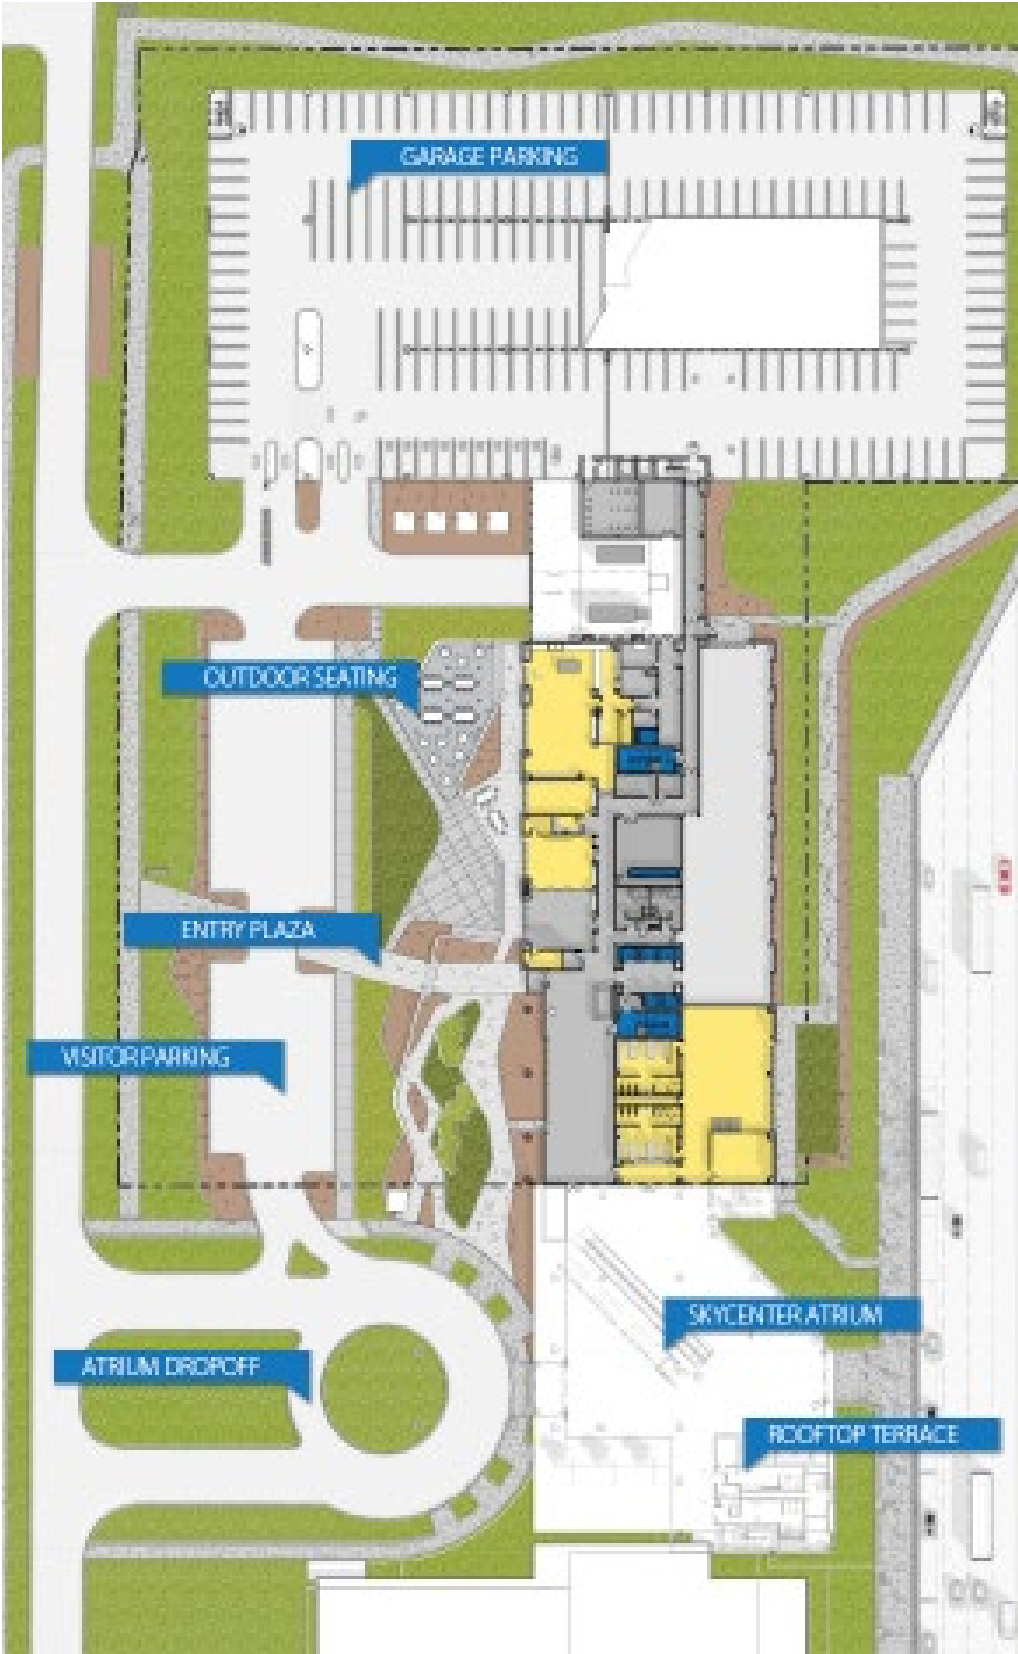 GARAGE PARKING
OUTDOOR SEATING
ENTRY PLAZA
VISITOR PARKING
SKYCENTER ATRIUM
ATRIUM DROPOFF
ROOFTOP TERRACE